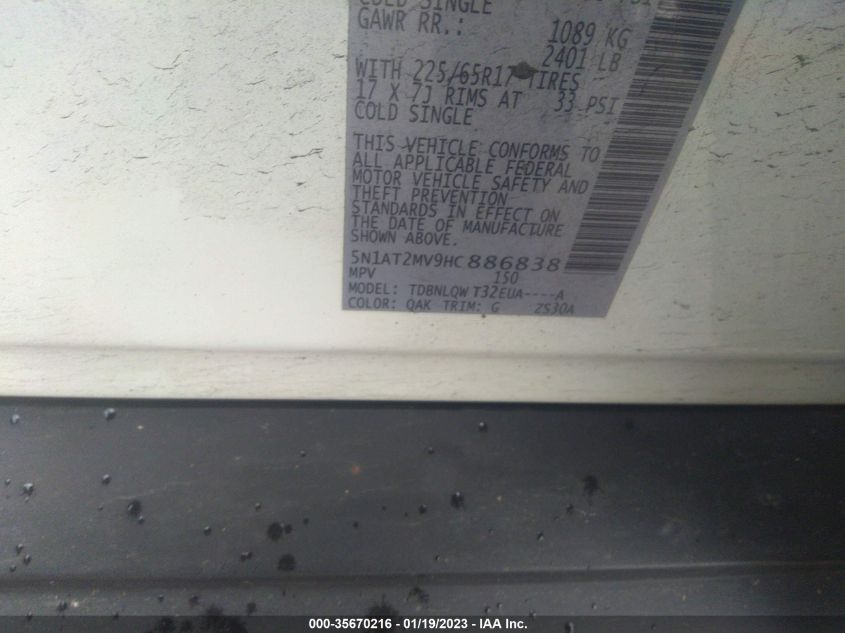 COLD SINGLE
GAWR RR.: 1089 KG
2401 LB
WITH 225/65R17 TIRES
17 X 7J RIMS AT 33 PSI
COLD SINGLE
THIS VEHICLE CONFORMS TO
ALL APPLICABLE FEDERAL
MOTOR VEHICLE SAFETY AND
THEFT PREVENTION
STANDARDS IN EFFECT ON
THE DATE OF MANUFACTURE
SHOWN ABOVE.
5N1AT2MV9HC886838
MPV 150
MODEL: TDBNLQW T32EUA----A
COLOR: QAK TRIM: G ZS30A
000-35670216 - 01/19/2023 - IAA Inc.